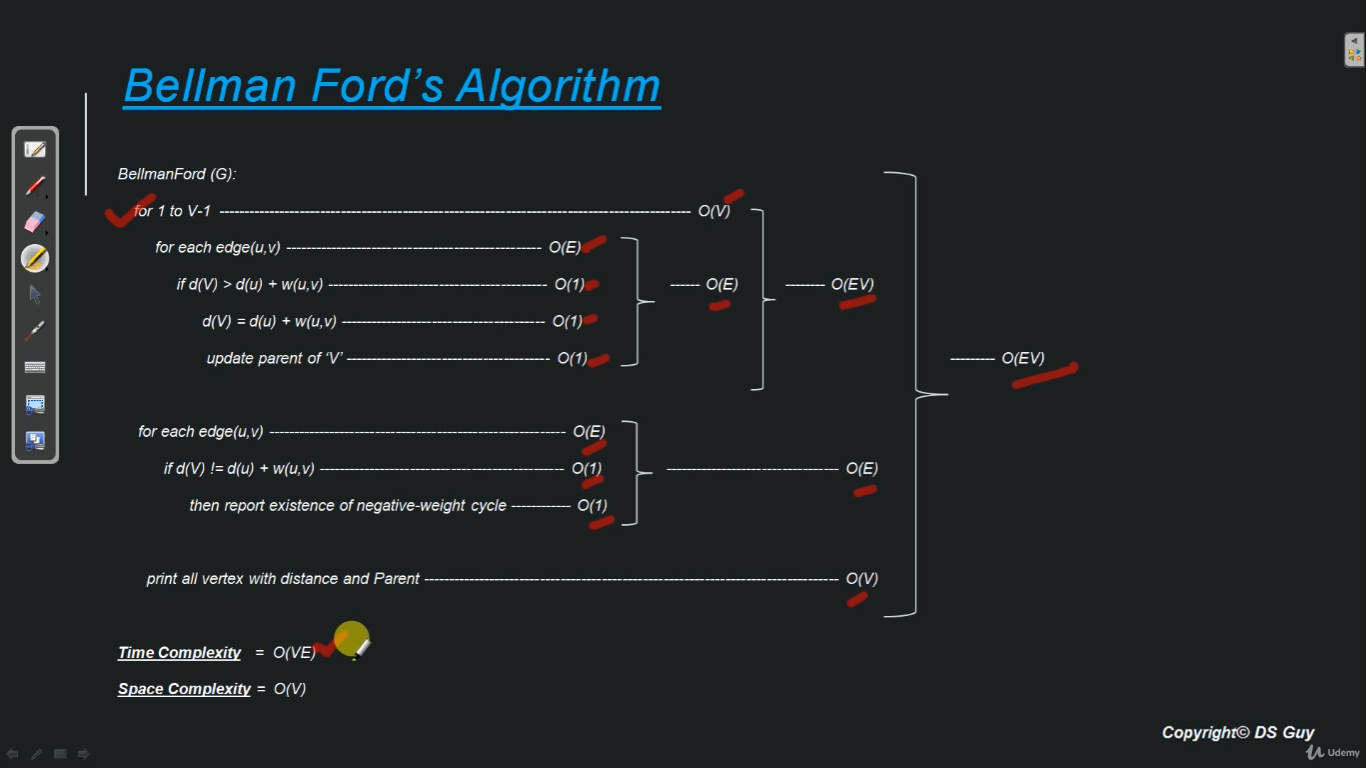 Bellman Ford's Algorithm
BellmanFord (G):
for 1 to V-1 ---------- O(V)
for each edge(u,v) ---------- O(E)
if d(V) > d(u) + w(u,v) ---------- O(1) ------ O(E) -------- O(EV)
d(V) = d(u) + w(u,v) ---------- O(1)
update parent of 'V' ---------- O(1) --------- O(EV)
for each edge(u,v) ---------- O(E)
if d(V) != d(u) + w(u,v) ---------- O(1) ---------- O(E)
then report existence of negative-weight cycle ------------ O(1)
print all vertex with distance and Parent ---------- O(V)
Time Complexity = O(VE)
Space Complexity = O(V)
Copyright© DS Guy
Udemy